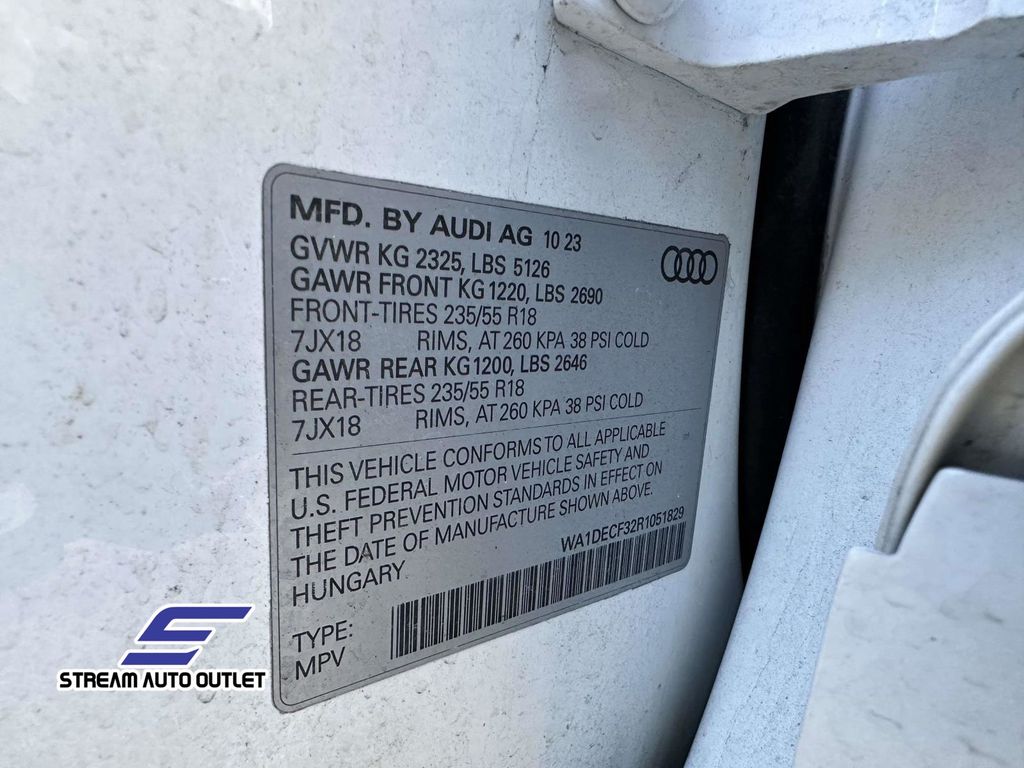 MFD. BY AUDI AG 10 23
GVWR KG 2325, LBS 5126
GAWR FRONT KG 1220, LBS 2690
FRONT-TIRES 235/55 R18
7JX18 RIMS, AT 260 KPA 38 PSI COLD
GAWR REAR KG 1200, LBS 2646
REAR-TIRES 235/55 R18
7JX18 RIMS, AT 260 KPA 38 PSI COLD
THIS VEHICLE CONFORMS TO ALL APPLICABLE
U.S. FEDERAL MOTOR VEHICLE SAFETY AND
THEFT PREVENTION STANDARDS IN EFFECT ON
THE DATE OF MANUFACTURE SHOWN ABOVE.
HUNGARY
WA1DECF32R1051829
TYPE:
MPV
STREAM AUTO OUTLET